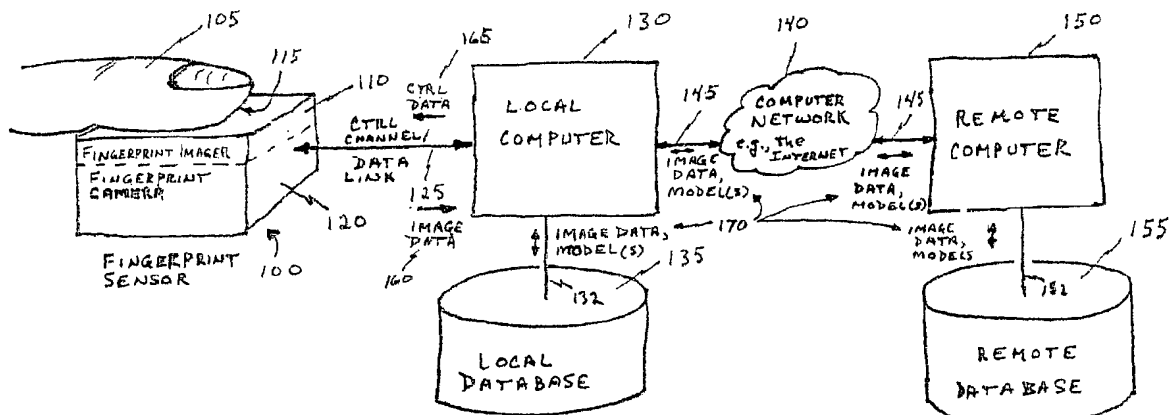 105
115
110
165
CTRL DATA
130
140
150
LOCAL
COMPUTER
145
COMPUTER
NETWORK
e.g., the
INTERNET
145
REMOTE
COMPUTER
CTRL
CHANNEL/
DATA
LINK
FINGERPRINT IMAGER
FINGERPRINT
CAMERA
120
100
FINGERPRINT
SENSOR
125
IMAGE
DATA
160
IMAGE
DATA,
MODEL(S)
IMAGE
DATA,
MODEL(S)
170
IMAGE DATA,
MODEL(S)
135
IMAGE
DATA,
MODELS
155
132
LOCAL
DATABASE
152
REMOTE
DATABASE